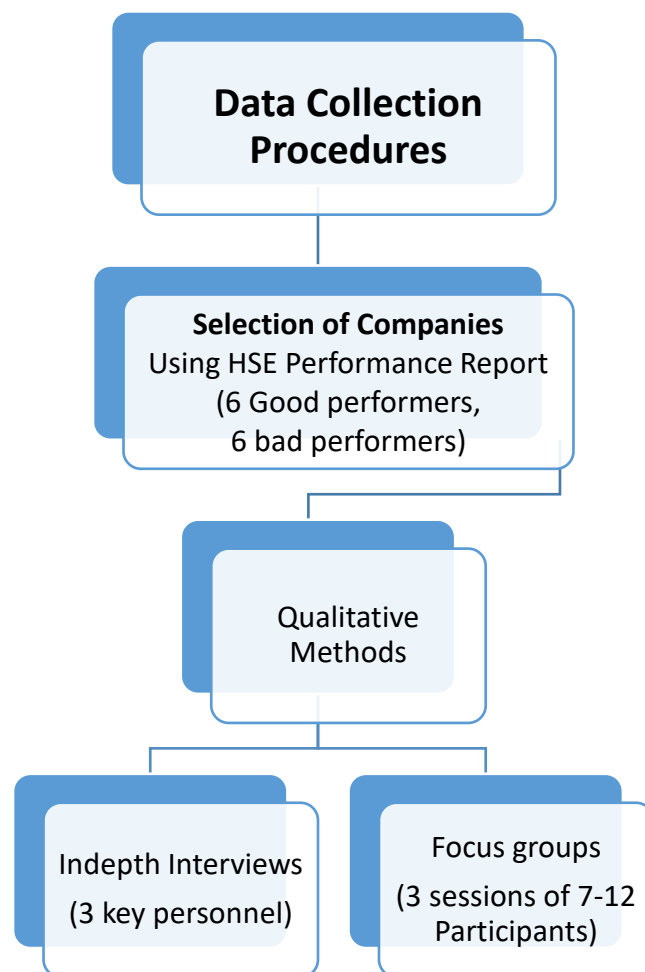 Data Collection
Procedures
Selection of Companies
Using HSE Performance Report
(6 Good performers,
6 bad performers)
Qualitative
Methods
Indepth Interviews
(3 key personnel)
Focus groups
(3 sessions of 7-12
Participants)